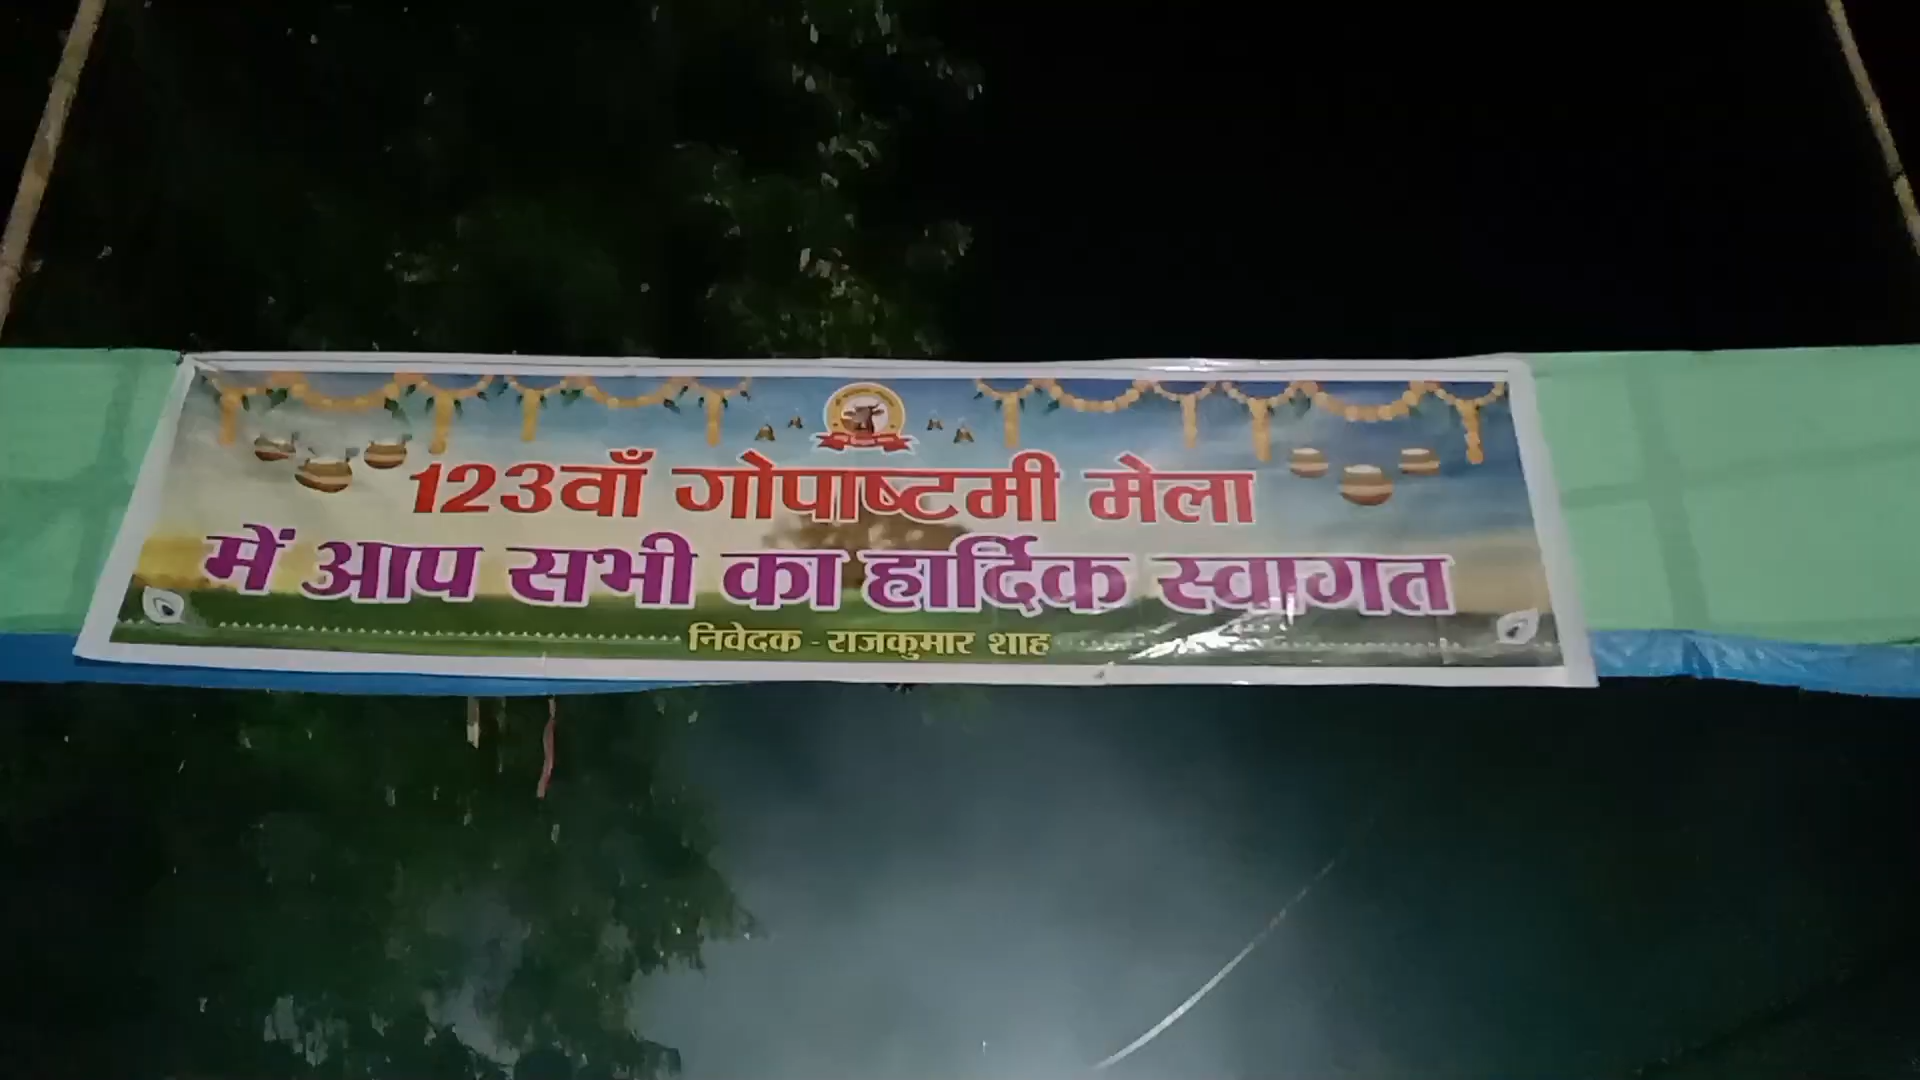 123वाँ गोपाष्टमी मेला
में आप सभी का हार्दिक स्वागत
निवेदक - राजकुमार शाह